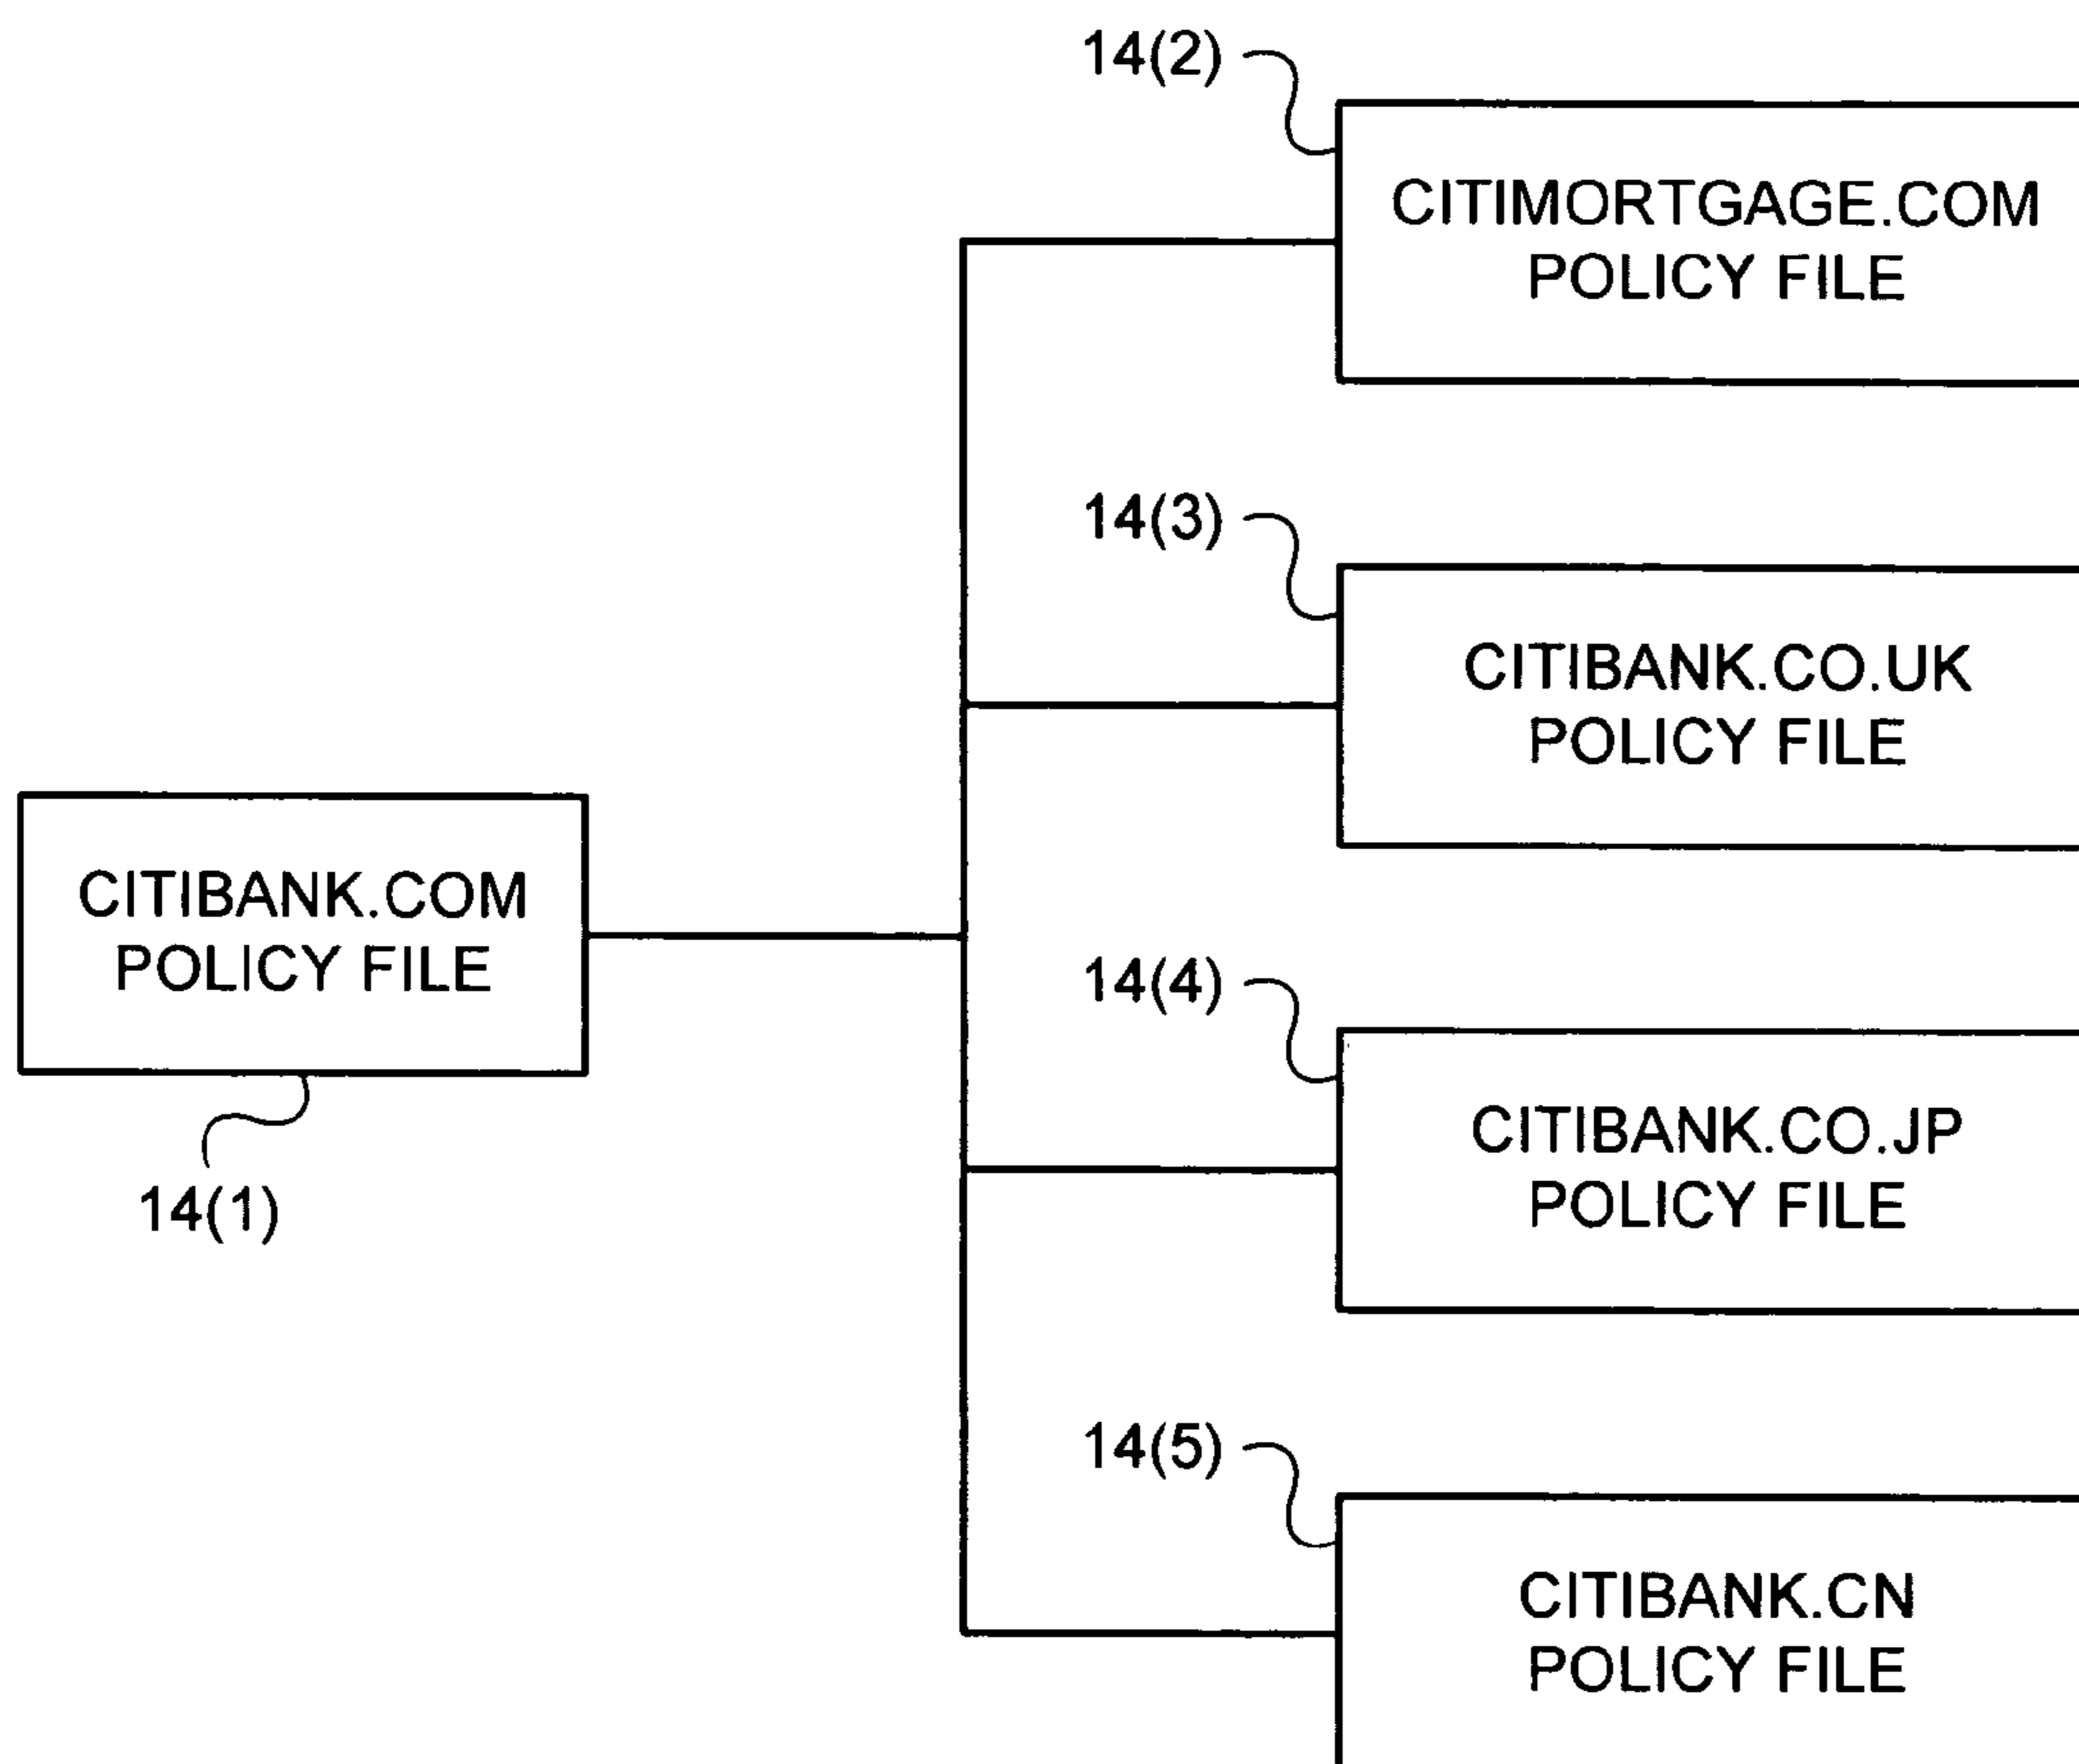 14(2)
CITIMORTGAGE.COM
POLICY FILE
14(3)
CITIBANK.CO.UK
POLICY FILE
CITIBANK.COM
POLICY FILE
14(1)
14(4)
CITIBANK.CO.JP
POLICY FILE
14(5)
CITIBANK.CN
POLICY FILE